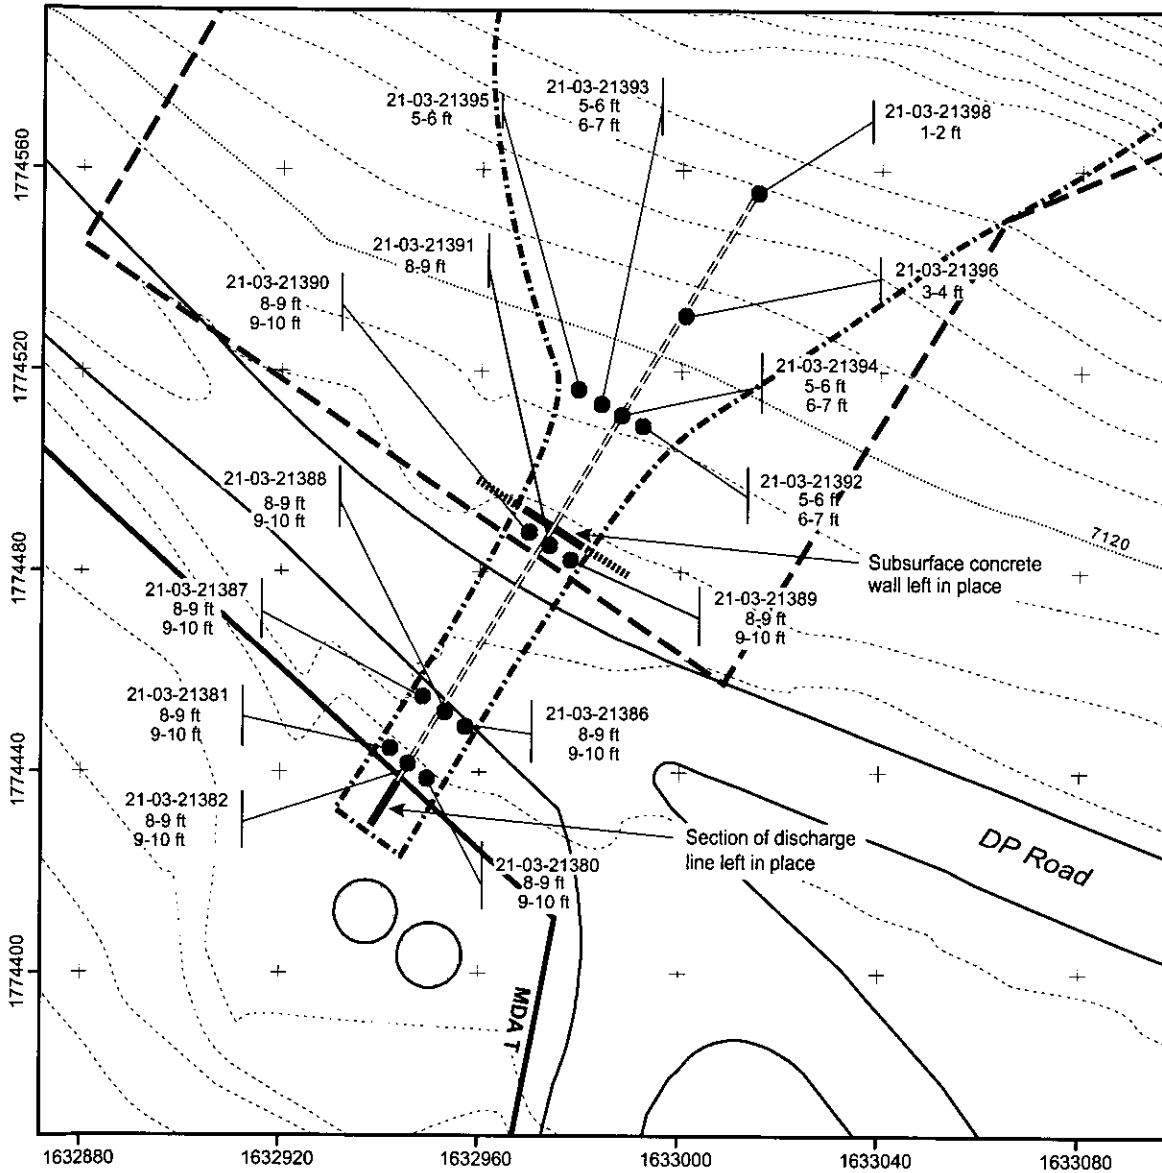 21-03-21393
5-6 ft
6-7 ft
21-03-21395
5-6 ft
21-03-21398
1-2 ft
1774560
21-03-21391
8-9 ft
21-03-21390
8-9 ft
9-10 ft
21-03-21396
3-4 ft
1774520
21-03-21394
5-6 ft
6-7 ft
21-03-21388
8-9 ft
9-10 ft
21-03-21392
5-6 ft
6-7 ft
7120
1774480
Subsurface concrete
wall left in place
21-03-21387
8-9 ft
9-10 ft
21-03-21389
8-9 ft
9-10 ft
21-03-21381
8-9 ft
9-10 ft
21-03-21386
8-9 ft
9-10 ft
1774440
21-03-21382
8-9 ft
9-10 ft
Section of discharge
line left in place
DP Road
21-03-21380
8-9 ft
9-10 ft
1774400
MDA T
1632880
1632920
1632960
1633000
1633040
1633080